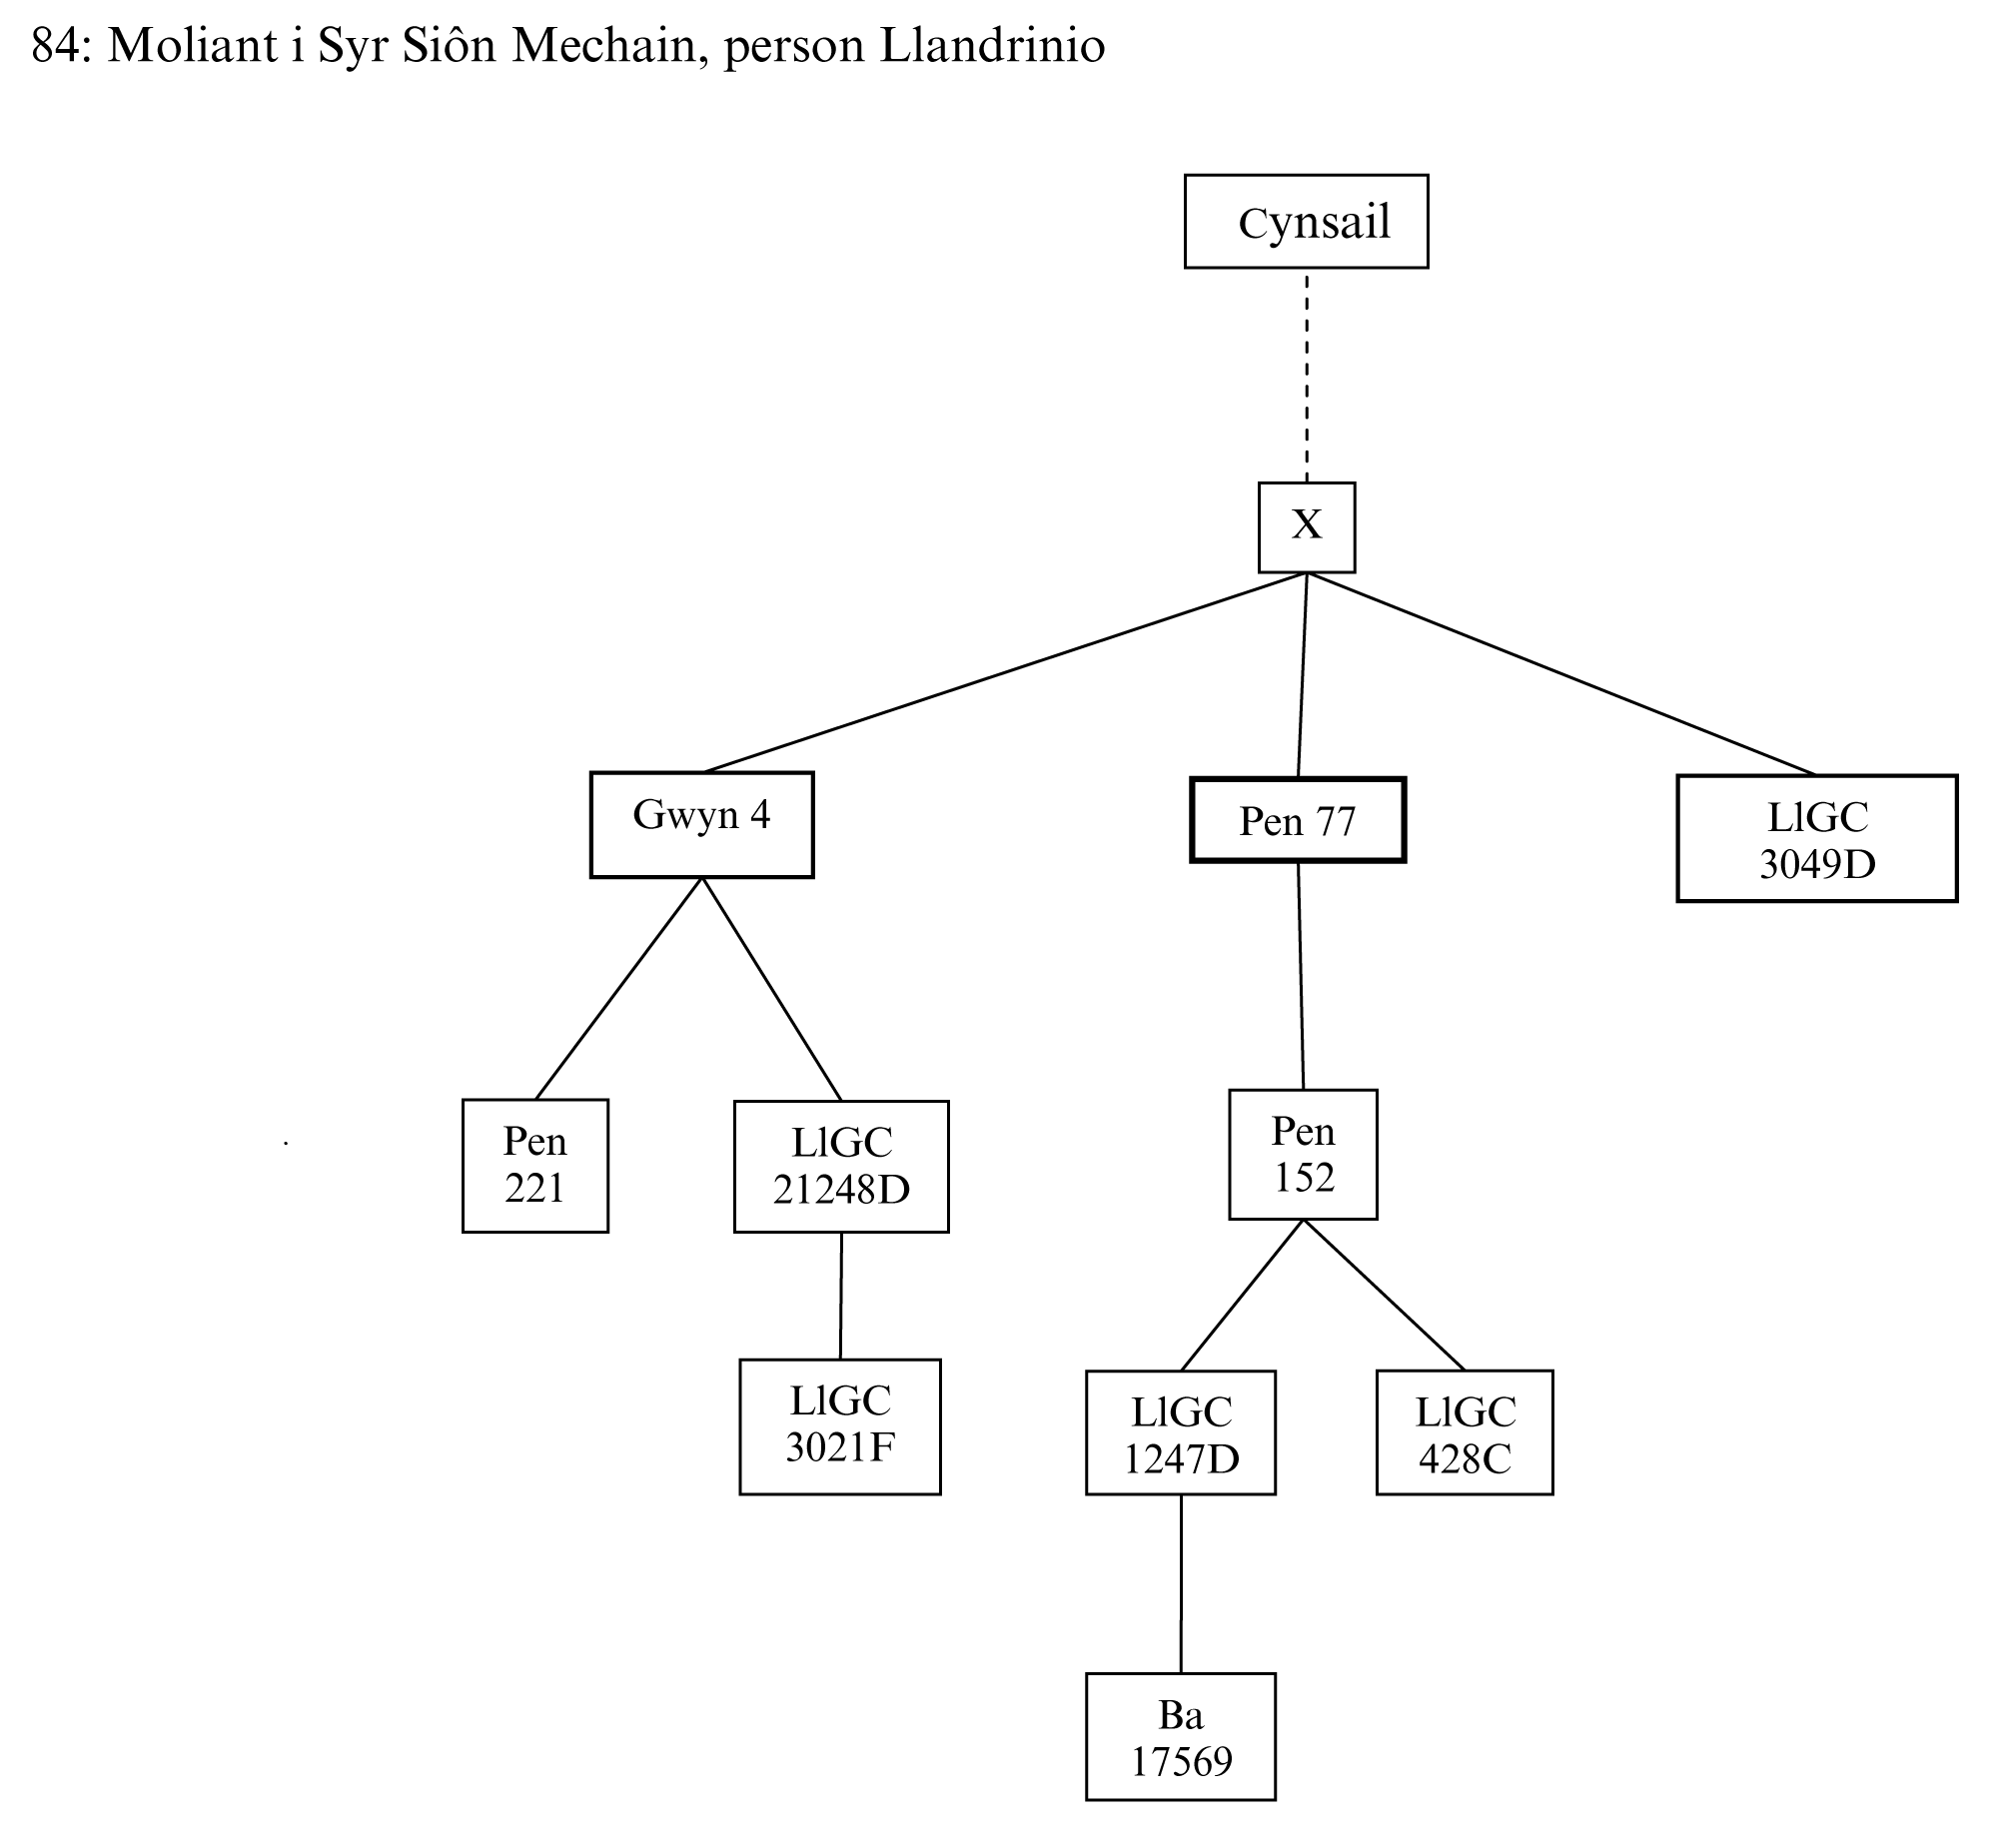 84: Moliant i Syr Siôn Mechain, person Llandrinio
Cynsail
X
Gwyn 4
Pen 77
LlGC
3049D
Pen
221
LlGC
21248D
Pen
152
LlGC
3021F
LlGC
1247D
LlGC
428C
Ba
17569